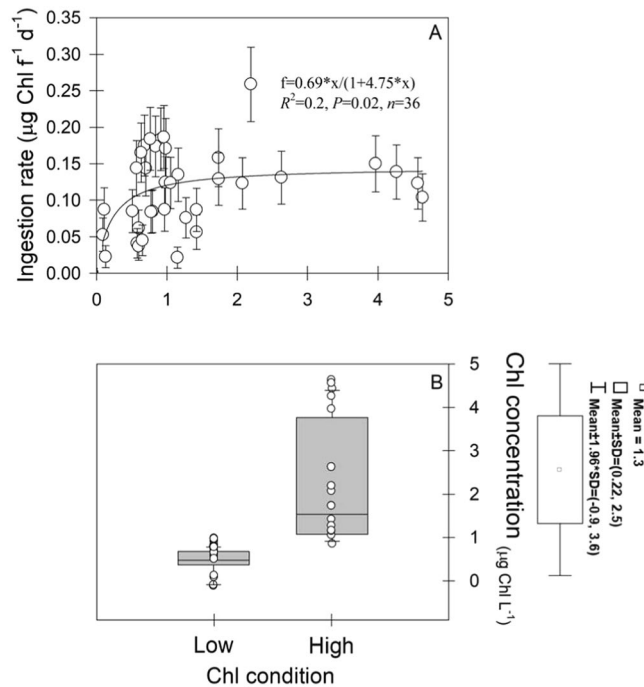 A
0.35
0.30
0.25
0.20
0.15
0.10
0.05
0.00
Ingestion rate (µg Chl f⁻¹ d⁻¹)
f=0.69*x/(1+4.75*x)
R²=0.2, P=0.02, n=36
0 1 2 3 4 5
B
5
4
3
2
1
0
Chl concentration
(µg Chl L⁻¹)
Low High
Chl condition
Mean = 1.3
Mean±SD=(0.22, 2.5)
Mean±1.96*SD=(-0.9, 3.6)